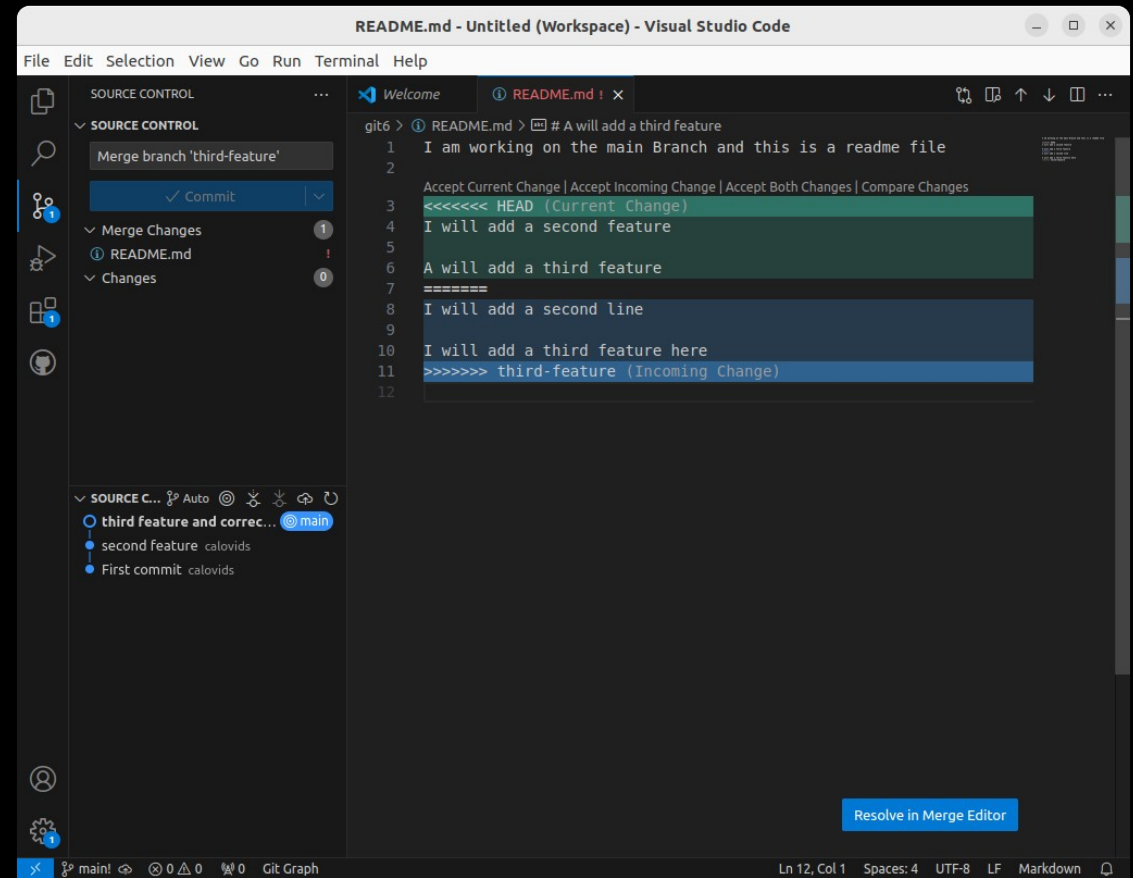 README.md - Untitled (Workspace) - Visual Studio Code
File Edit Selection View Go Run Terminal Help
SOURCE CONTROL ...
SOURCE CONTROL
Merge branch 'third-feature'
Commit
1
Merge Changes 1
README.md !
Changes 0
1
1
SOURCE C... Auto
third feature and correc... main
second feature calovids
First commit calovids
Welcome
README.md !
git6 > README.md > # A will add a third feature
1 I am working on the main Branch and this is a readme file
2
Accept Current Change | Accept Incoming Change | Accept Both Changes | Compare Changes
3 <<<<<<< HEAD (Current Change)
4 I will add a second feature
5
6 A will add a third feature
7 =======
8 I will add a second line
9
10 I will add a third feature here
11 >>>>>>> third-feature (Incoming Change)
12
Resolve in Merge Editor
main! 0 0 0 Git Graph Ln 12, Col 1 Spaces: 4 UTF-8 LF Markdown